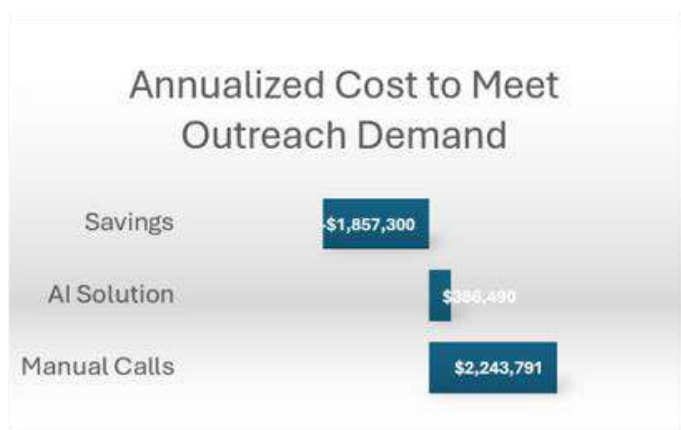 Annualized Cost to Meet
Outreach Demand
Savings
-$1,857,300
AI Solution
$386,490
Manual Calls
$2,243,791